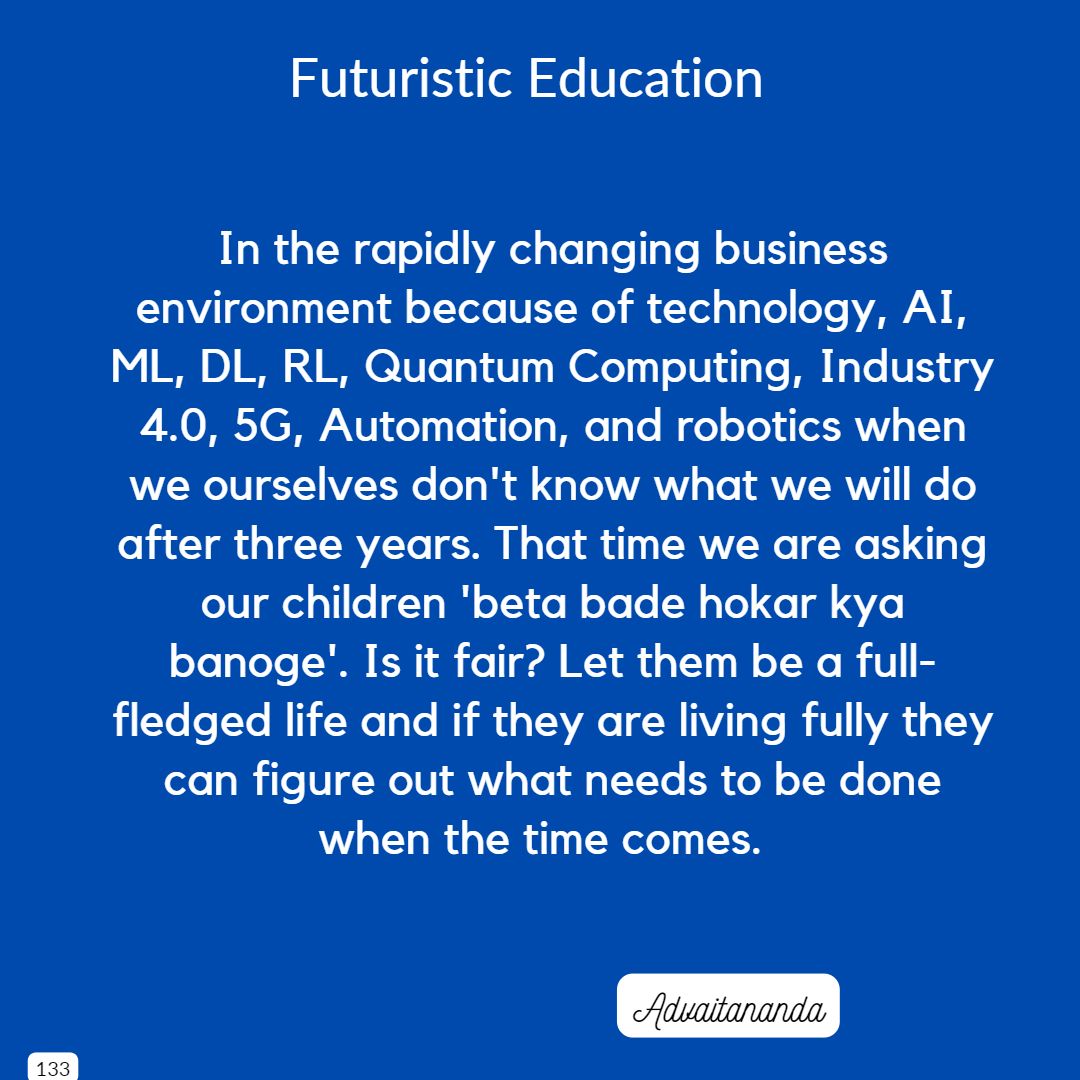 Futuristic Education
In the rapidly changing business
environment because of technology, AI,
ML, DL, RL, Quantum Computing, Industry
4.0, 5G, Automation, and robotics when
we ourselves don't know what we will do
after three years. That time we are asking
our children 'beta bade hokar kya
banoge'. Is it fair? Let them be a full-
fledged life and if they are living fully they
can figure out what needs to be done
when the time comes.
Advaitananda
133